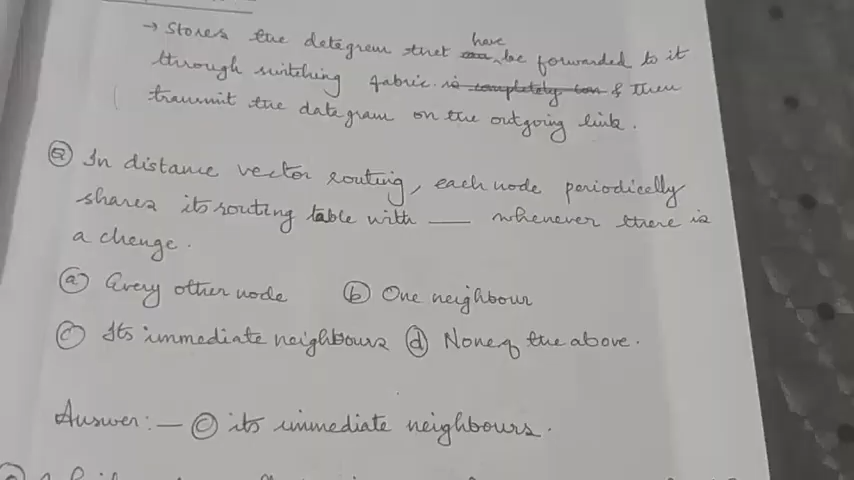 → Stores the datagram that have be forwarded to it
through switching fabric. & then
transmit the datagram on the outgoing link.
Q In distance vector routing, each node periodically
shares its routing table with ___ whenever there is
a change.
(a) Every other node (b) One neighbour
(c) Its immediate neighbours (d) None of the above.
Answer: — (c) its immediate neighbours.